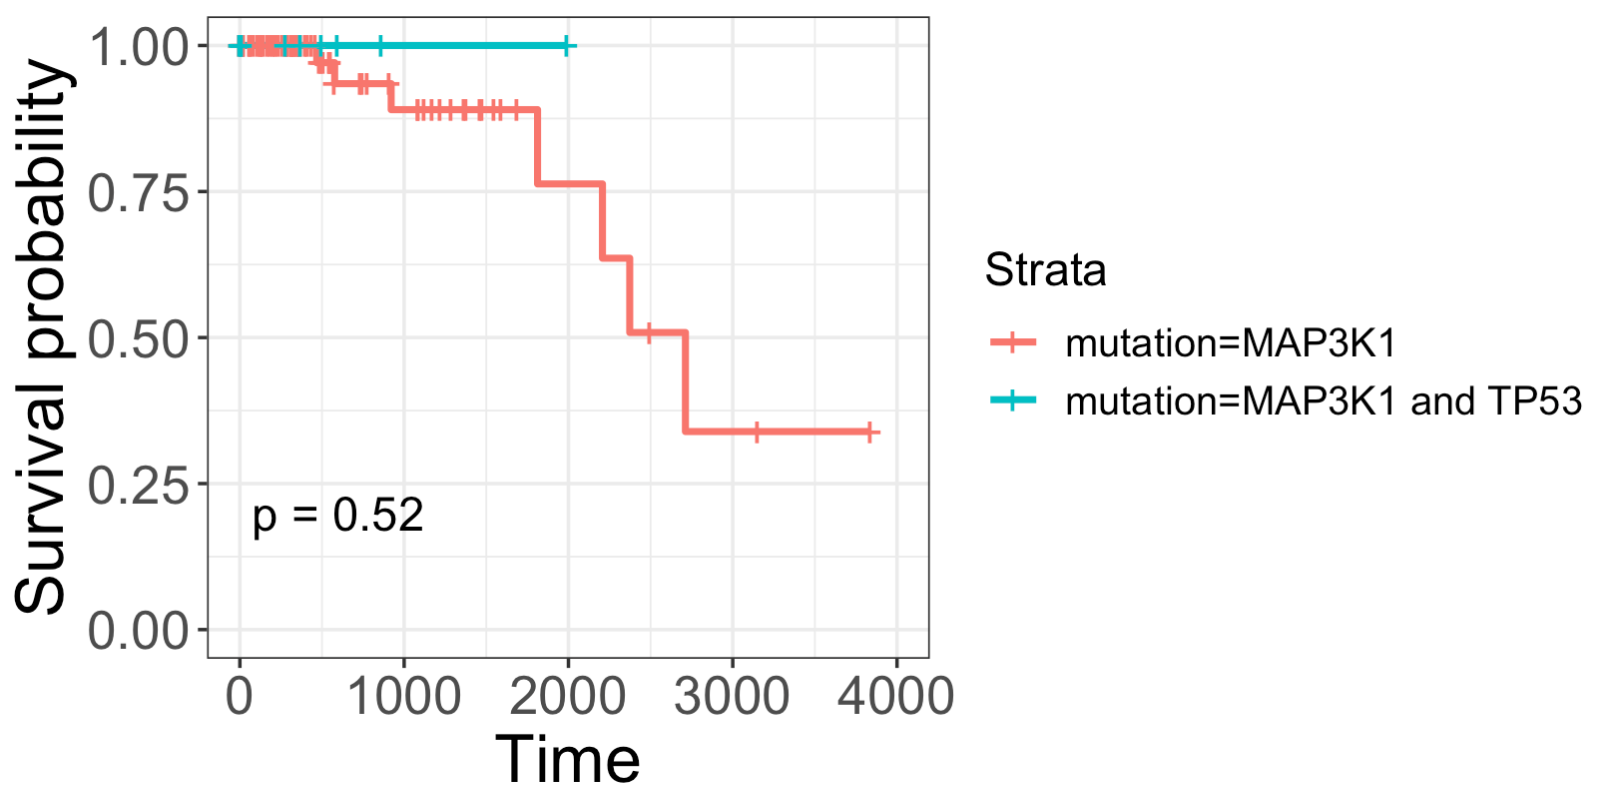 Survival probability
1.00
0.75
0.50
0.25
0.00
p = 0.52
0 1000 2000 3000 4000
Time
Strata
mutation=MAP3K1
mutation=MAP3K1 and TP53